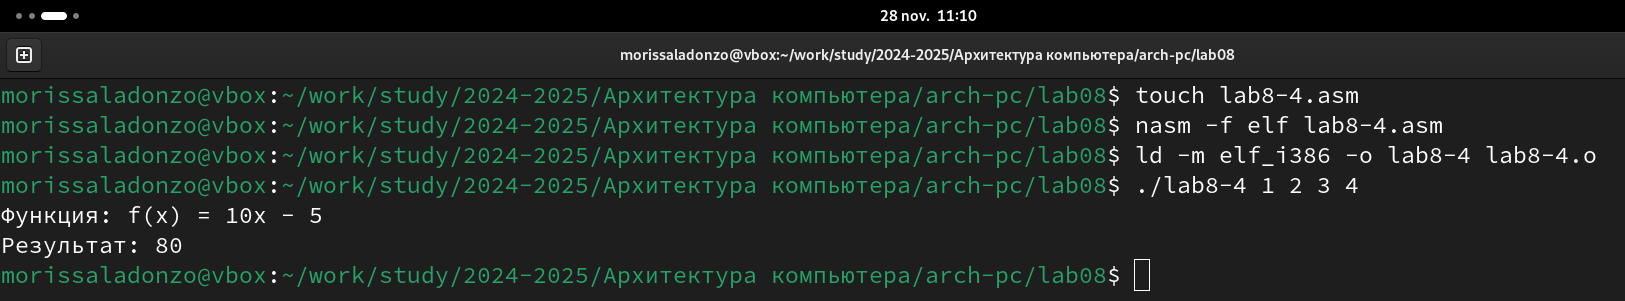 28 nov. 11:10
morissaladonzo@vbox:~/work/study/2024-2025/Архитектура компьютера/arch-pc/lab08
morissaladonzo@vbox:~/work/study/2024-2025/Архитектура компьютера/arch-pc/lab08$ touch lab8-4.asm
morissaladonzo@vbox:~/work/study/2024-2025/Архитектура компьютера/arch-pc/lab08$ nasm -f elf lab8-4.asm
morissaladonzo@vbox:~/work/study/2024-2025/Архитектура компьютера/arch-pc/lab08$ ld -m elf_i386 -o lab8-4 lab8-4.o
morissaladonzo@vbox:~/work/study/2024-2025/Архитектура компьютера/arch-pc/lab08$ ./lab8-4 1 2 3 4
Функция: f(x) = 10x - 5
Результат: 80
morissaladonzo@vbox:~/work/study/2024-2025/Архитектура компьютера/arch-pc/lab08$